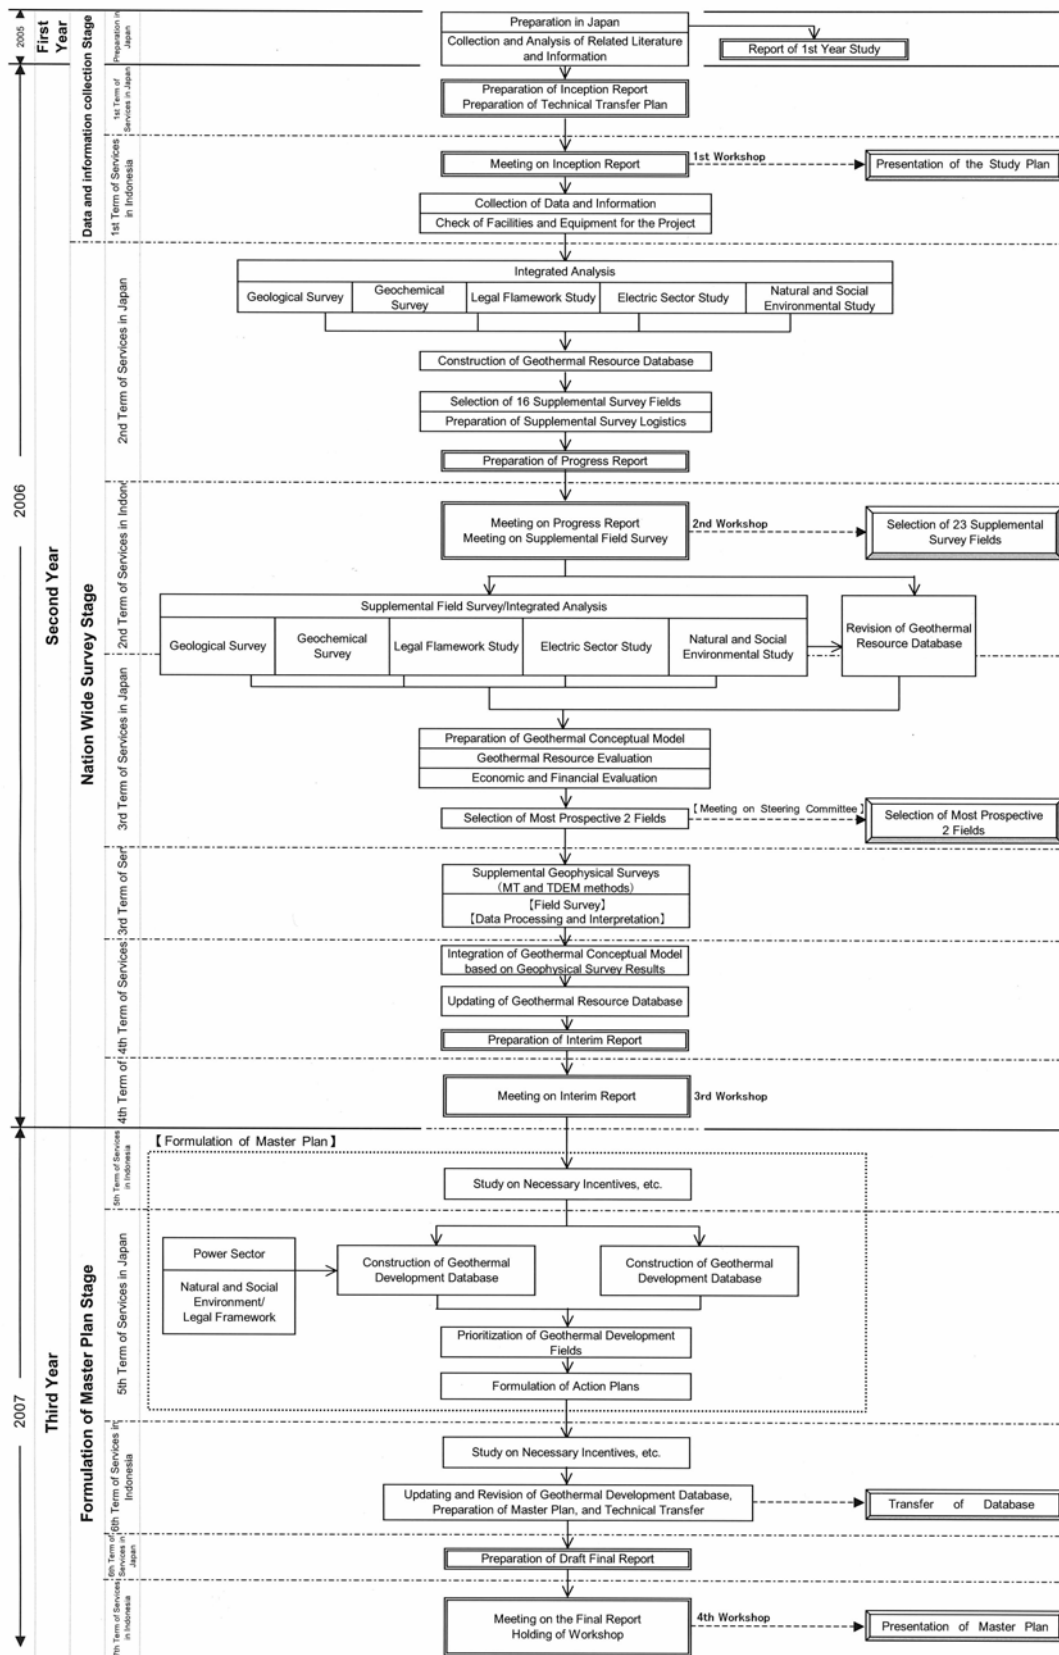 2005
First
Year
Data and information collection Stage
Preparation in
Japan
Preparation in Japan
Collection and Analysis of Related Literature
and Information
Report of 1st Year Study
2006
Second Year
1st Term of
Services in Japan
Preparation of Inception Report
Preparation of Technical Transfer Plan
1st Term of Services
in Indonesia
Meeting on Inception Report
1st Workshop
Presentation of the Study Plan
Collection of Data and Information
Check of Facilities and Equipment for the Project
Nation Wide Survey Stage
2nd Term of Services in Japan
Integrated Analysis
Geological Survey
Geochemical
Survey
Legal Flamework Study
Electric Sector Study
Natural and Social
Environmental Study
Construction of Geothermal Resource Database
Selection of 16 Supplemental Survey Fields
Preparation of Supplemental Survey Logistics
Preparation of Progress Report
2nd Term of Services in Indon
Meeting on Progress Report
Meeting on Supplemental Field Survey
2nd Workshop
Selection of 23 Supplemental
Survey Fields
Supplemental Field Survey/Integrated Analysis
Geological Survey
Geochemical
Survey
Legal Flamework Study
Electric Sector Study
Natural and Social
Environmental Study
Revision of Geothermal
Resource Database
3rd Term of Services in Japan
Preparation of Geothermal Conceptual Model
Geothermal Resource Evaluation
Economic and Financial Evaluation
Selection of Most Prospective 2 Fields
【Meeting on Steering Committee】
Selection of Most Prospective
2 Fields
3rd Term of Ser
Supplemental Geophysical Surveys
(MT and TDEM methods)
【Field Survey】
【Data Processing and Interpretation】
4th Term of Services
Integration of Geothermal Conceptual Model
based on Geophysical Survey Results
Updating of Geothermal Resource Database
Preparation of Interim Report
4th Term of
Meeting on Interim Report
3rd Workshop
2007
Third Year
Formulation of Master Plan Stage
5th Term of Services
in Indonesia
【Formulation of Master Plan】
Study on Necessary Incentives, etc.
5th Term of Services in Japan
Power Sector
Natural and Social
Environment/
Legal Framework
Construction of Geothermal
Development Database
Construction of Geothermal
Development Database
Prioritization of Geothermal Development
Fields
Formulation of Action Plans
6th Term of Services in
Indonesia
Study on Necessary Incentives, etc.
Updating and Revision of Geothermal Development Database,
Preparation of Master Plan, and Technical Transfer
Transfer of Database
6th Term of
Services in
Japan
Preparation of Draft Final Report
7th Term of Services
in Indonesia
Meeting on the Final Report
Holding of Workshop
4th Workshop
Presentation of Master Plan